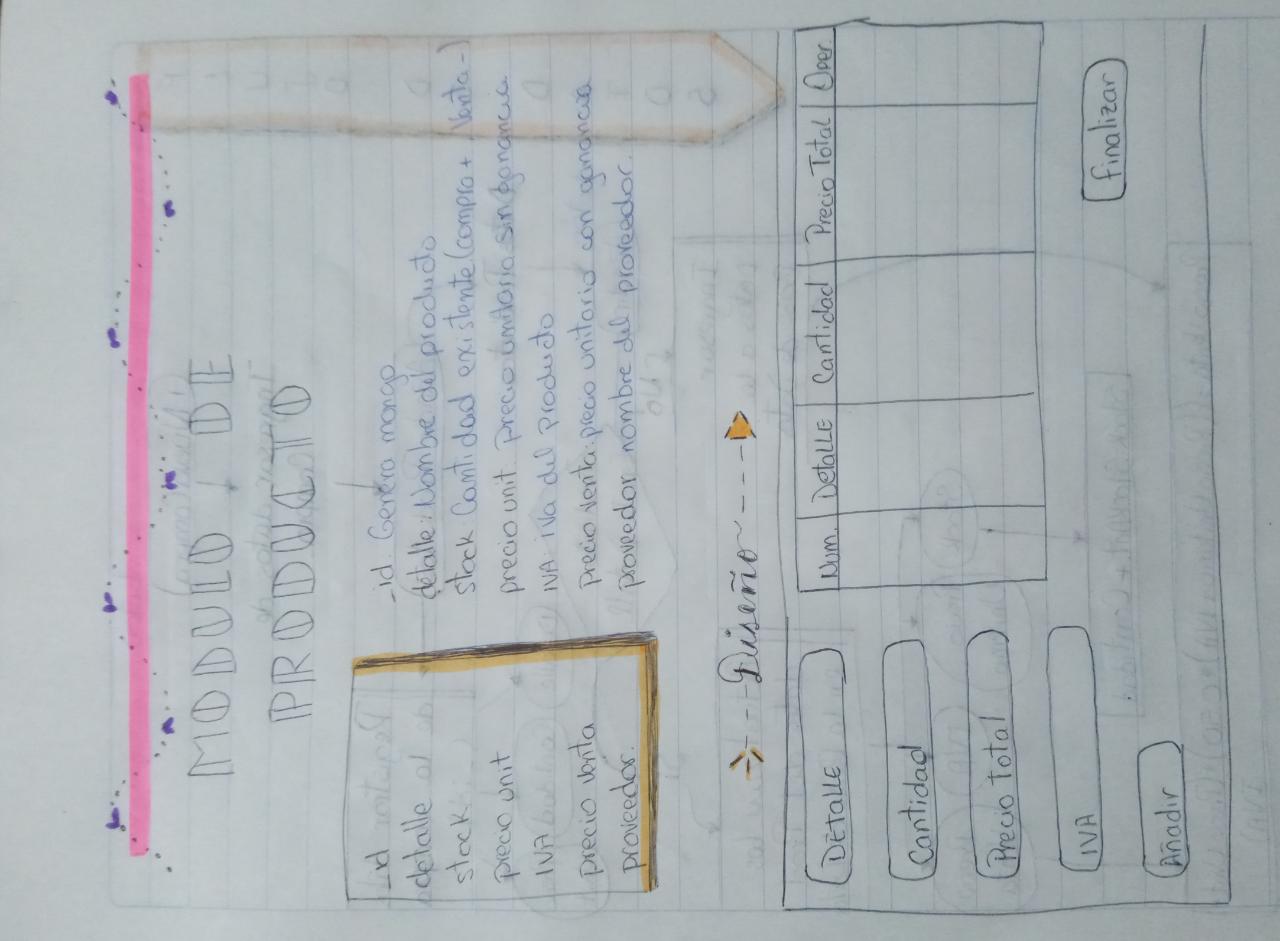 MODULO DE
PRODUCTO
_id
detalle
stock
precio unit
IVA
precio venta
proveedor.
_id: Genera mongo
detalle: Nombre del producto
stock: Cantidad existente (compra+ Venta-)
precio unit precio unitario sin ganancia
IVA iva del producto
precio venta: precio unitario con ganancia
proveedor nombre del proveedor.
Diseño
DETALLE
Cantidad
Precio Total
IVA
Añadir
Num. DETALLE Cantidad Precio Total Oper
Finalizar